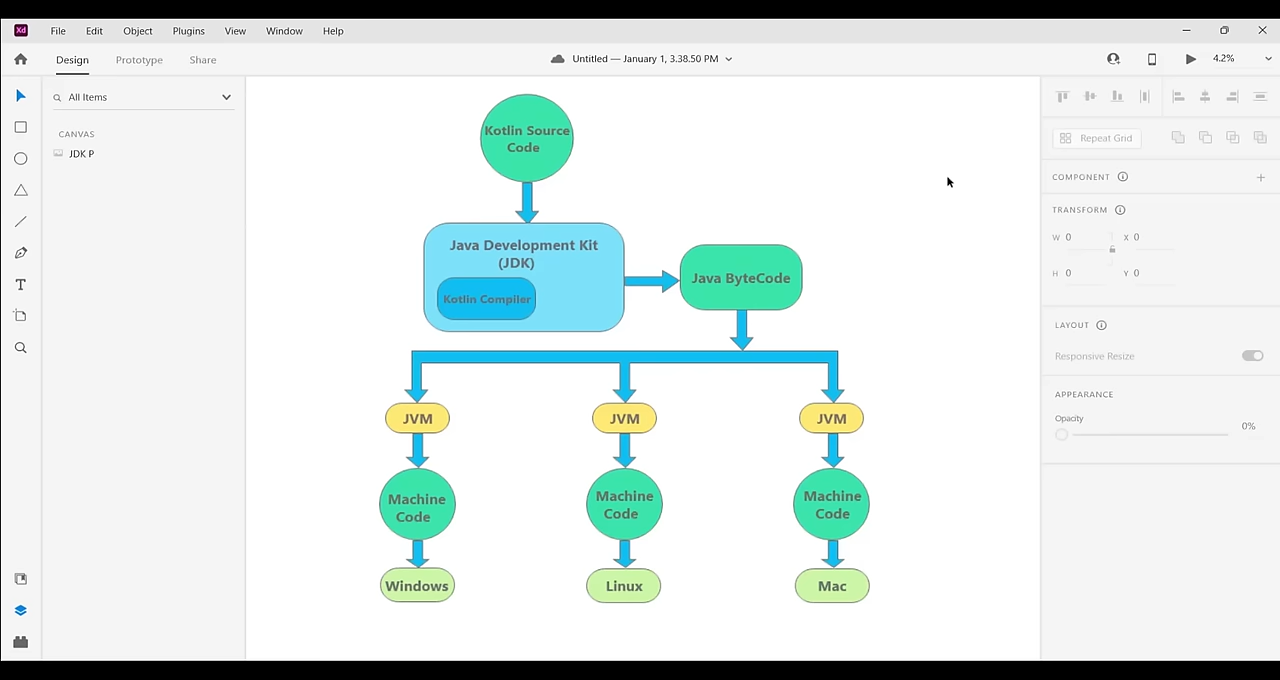 Xd File Edit Object Plugins View Window Help
Design Prototype Share Untitled — January 1, 3.38.50 PM 4.2%
All Items
CANVAS
JDK P
Kotlin Source
Code
Java Development Kit
(JDK)
Kotlin Compiler
Java ByteCode
JVM JVM JVM
Machine
Code
Machine
Code
Machine
Code
Windows Linux Mac
Repeat Grid
COMPONENT
TRANSFORM
W 0 X 0
H 0 Y 0
LAYOUT
Responsive Resize
APPEARANCE
Opacity
0%